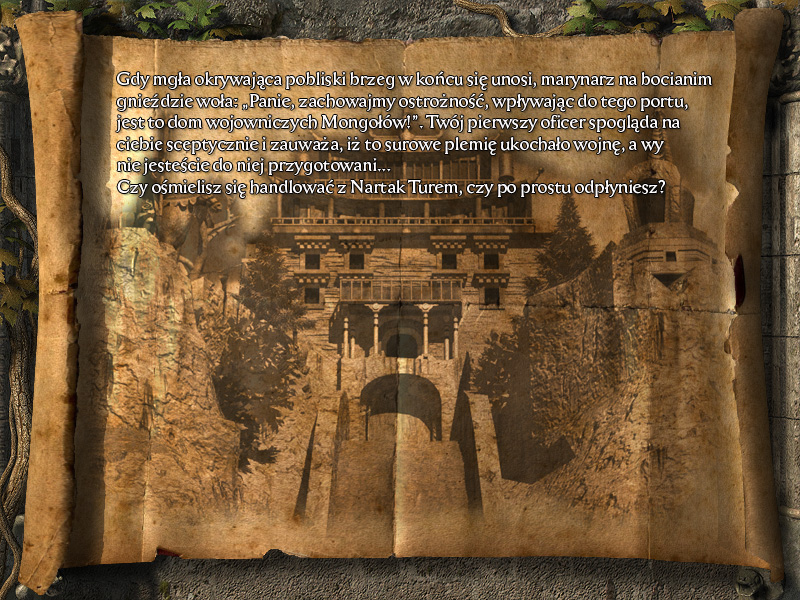 Gdy mgła okrywająca pobliski brzeg w końcu się unosi, marynarz na bocianim
gnieździe woła: „Panie, zachowajmy ostrożność, wpływając do tego portu,
jest to dom wojowniczych Mongołów!”. Twój pierwszy oficer spogląda na
ciebie sceptycznie i zauważa, iż to surowe plemię ukochało wojnę, a wy
nie jesteście do niej przygotowani...
Czy ośmielisz się handlować z Nartak Turem, czy po prostu odpłyniesz?